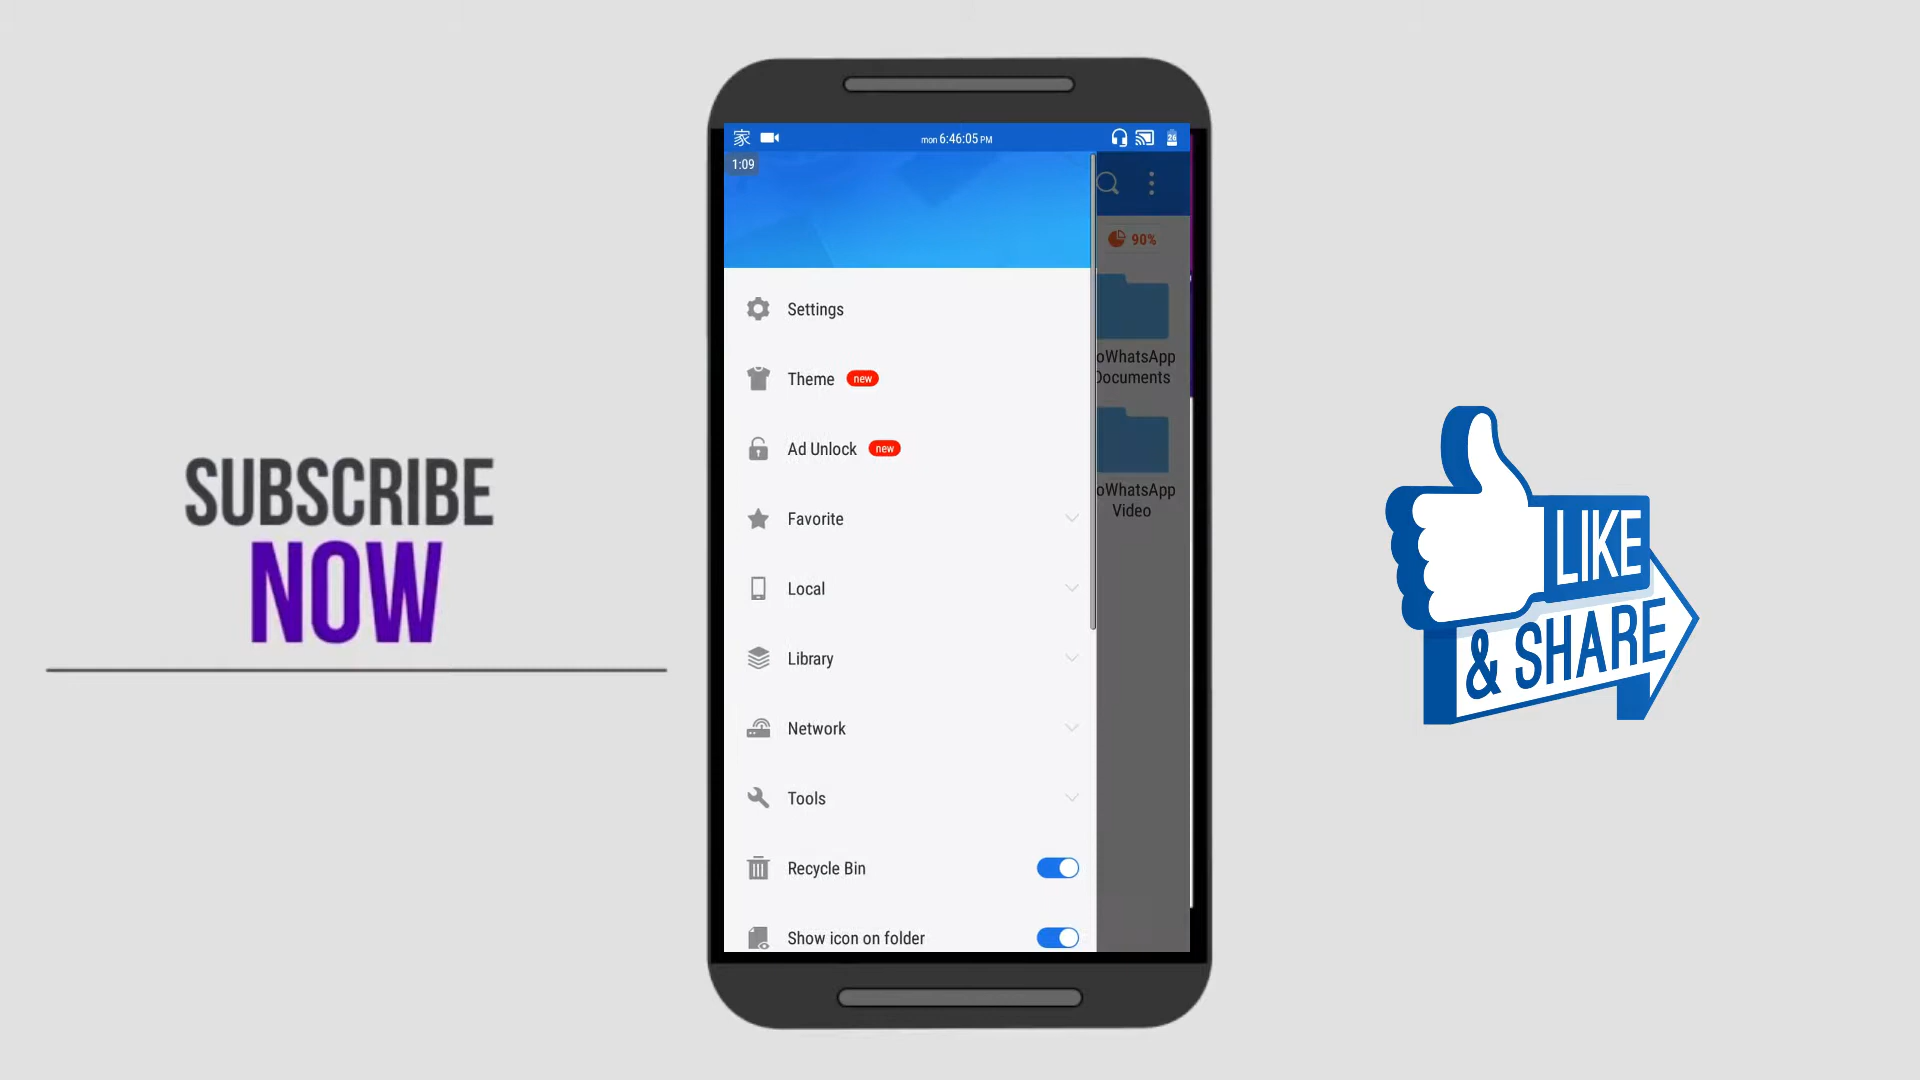 家
mon 6:46:05 PM
26
1:09
90%
Settings
oWhatsApp
Documents
Theme new
Ad Unlock new
Favorite
oWhatsApp
Video
Local
Library
Network
Tools
Recycle Bin
Show icon on folder
SUBSCRIBE
NOW
LIKE
& SHARE